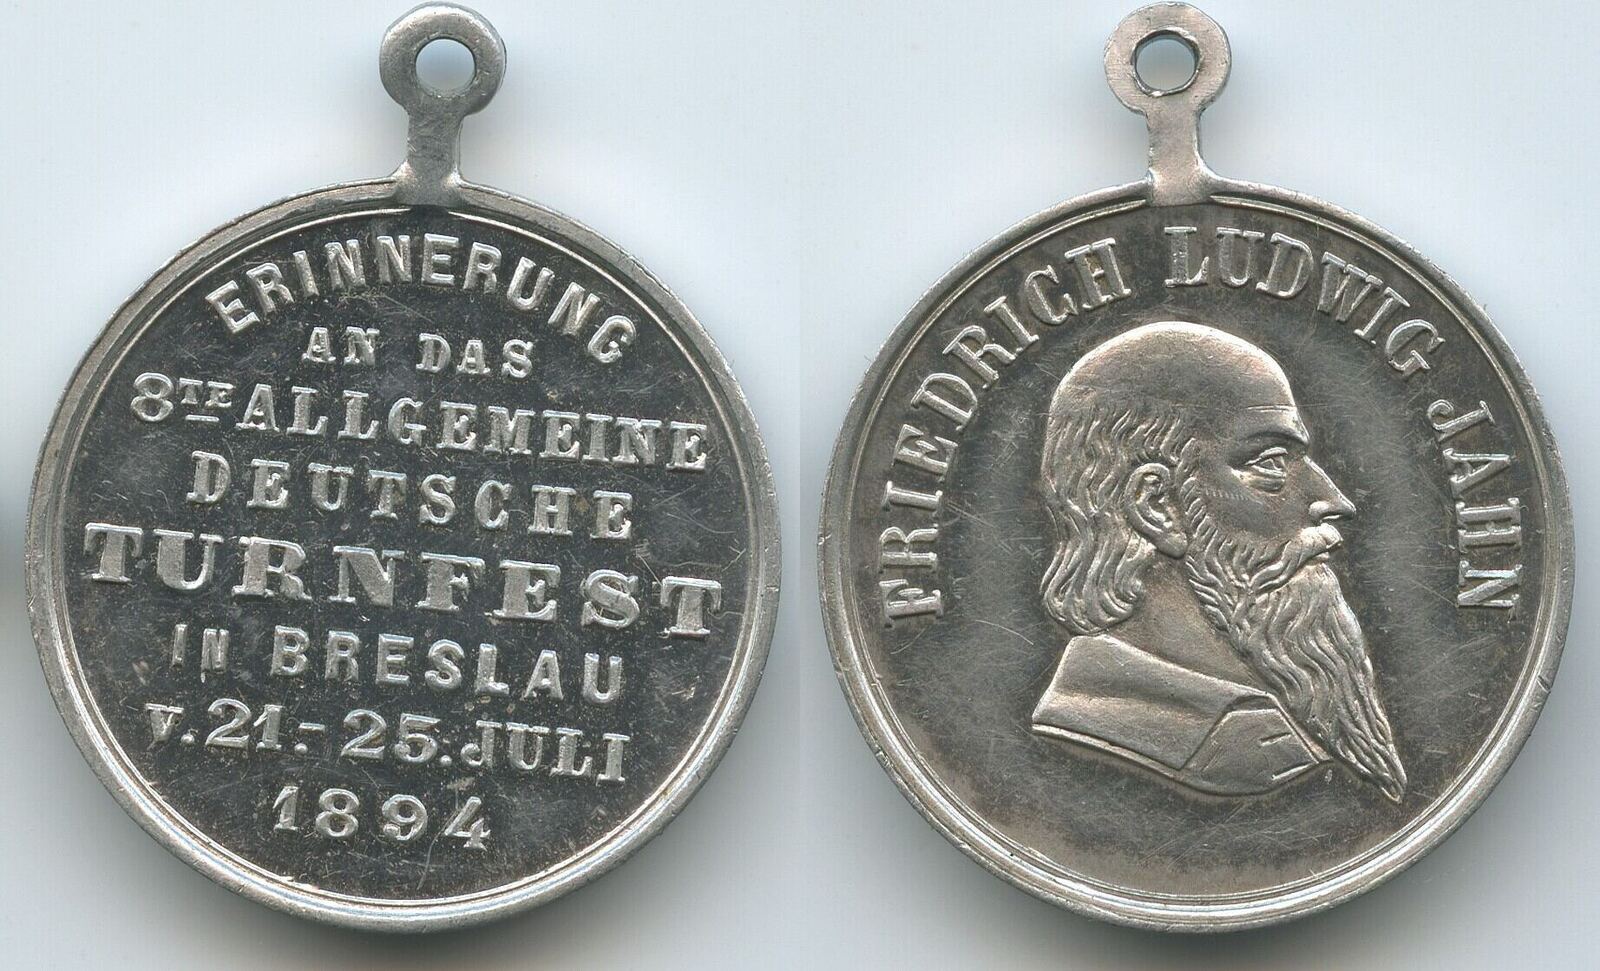 ERINNERUNG
AN DAS
8TE ALLGEMEINE
DEUTSCHE
TURNFEST
IN BRESLAU
v. 21.-25. JULI
1894
FRIEDRICH LUDWIG JAHN